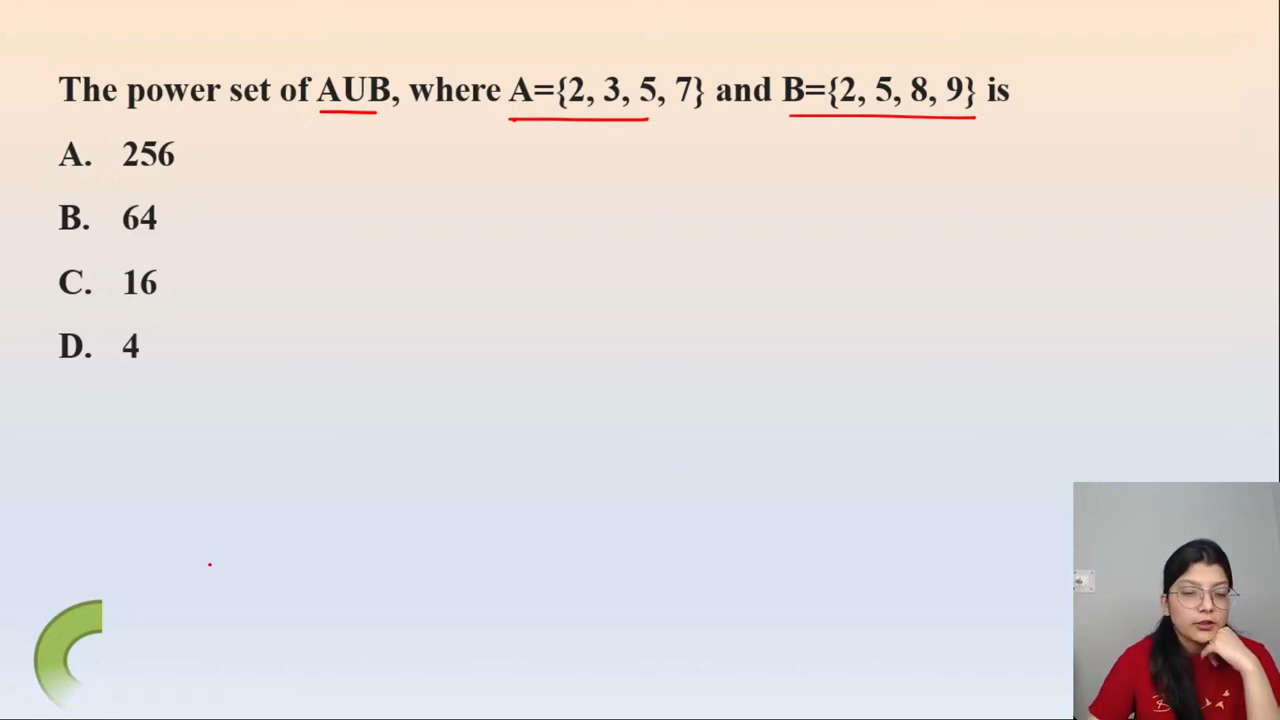 The power set of AUB, where A={2, 3, 5, 7} and B={2, 5, 8, 9} is
A. 256
B. 64
C. 16
D. 4